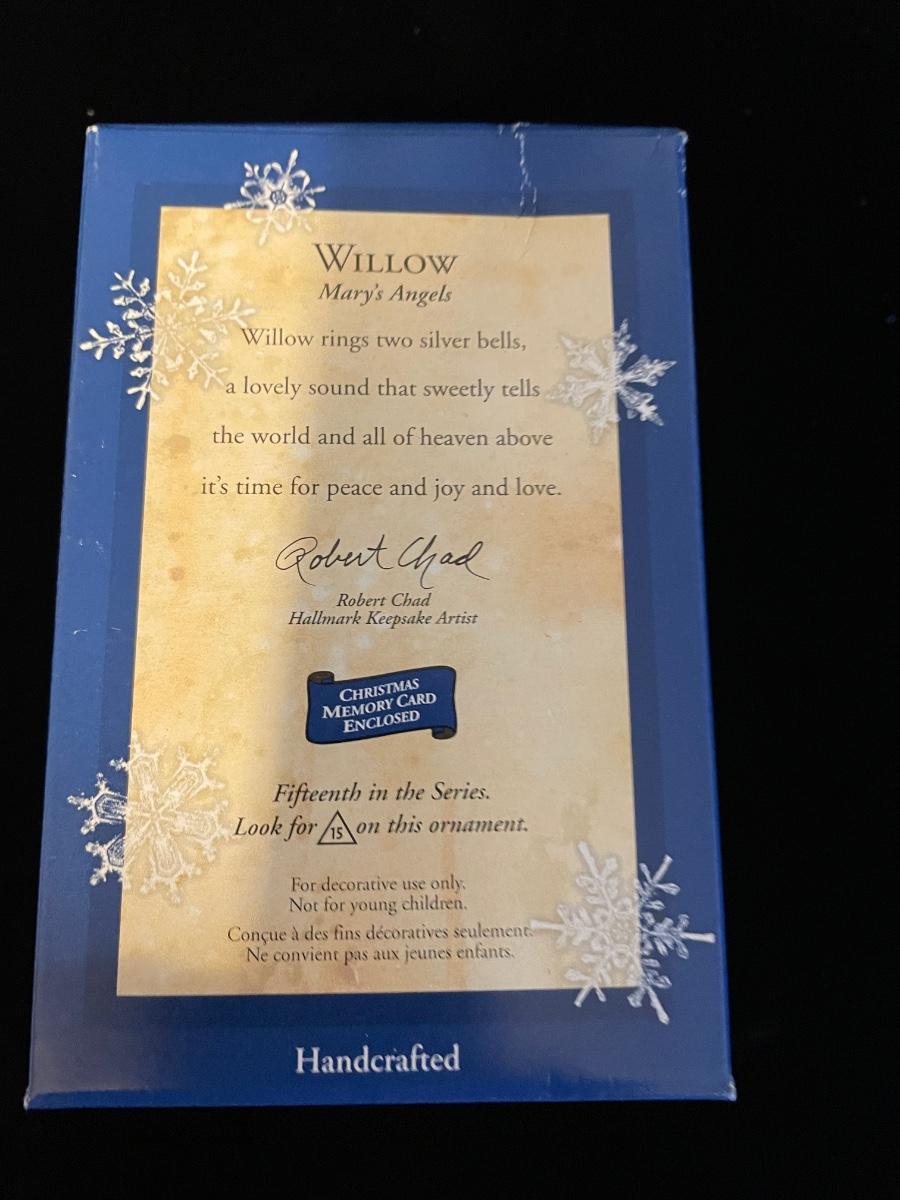 WILLOW
Mary's Angels
Willow rings two silver bells,
a lovely sound that sweetly tells
the world and all of heaven above
it's time for peace and joy and love.
Robert Chad
Robert Chad
Hallmark Keepsake Artist
CHRISTMAS
MEMORY CARD
ENCLOSED
Fifteenth in the Series.
Look for 15 on this ornament.
For decorative use only.
Not for young children.
Conçue à des fins décoratives seulement.
Ne convient pas aux jeunes enfants.
Handcrafted